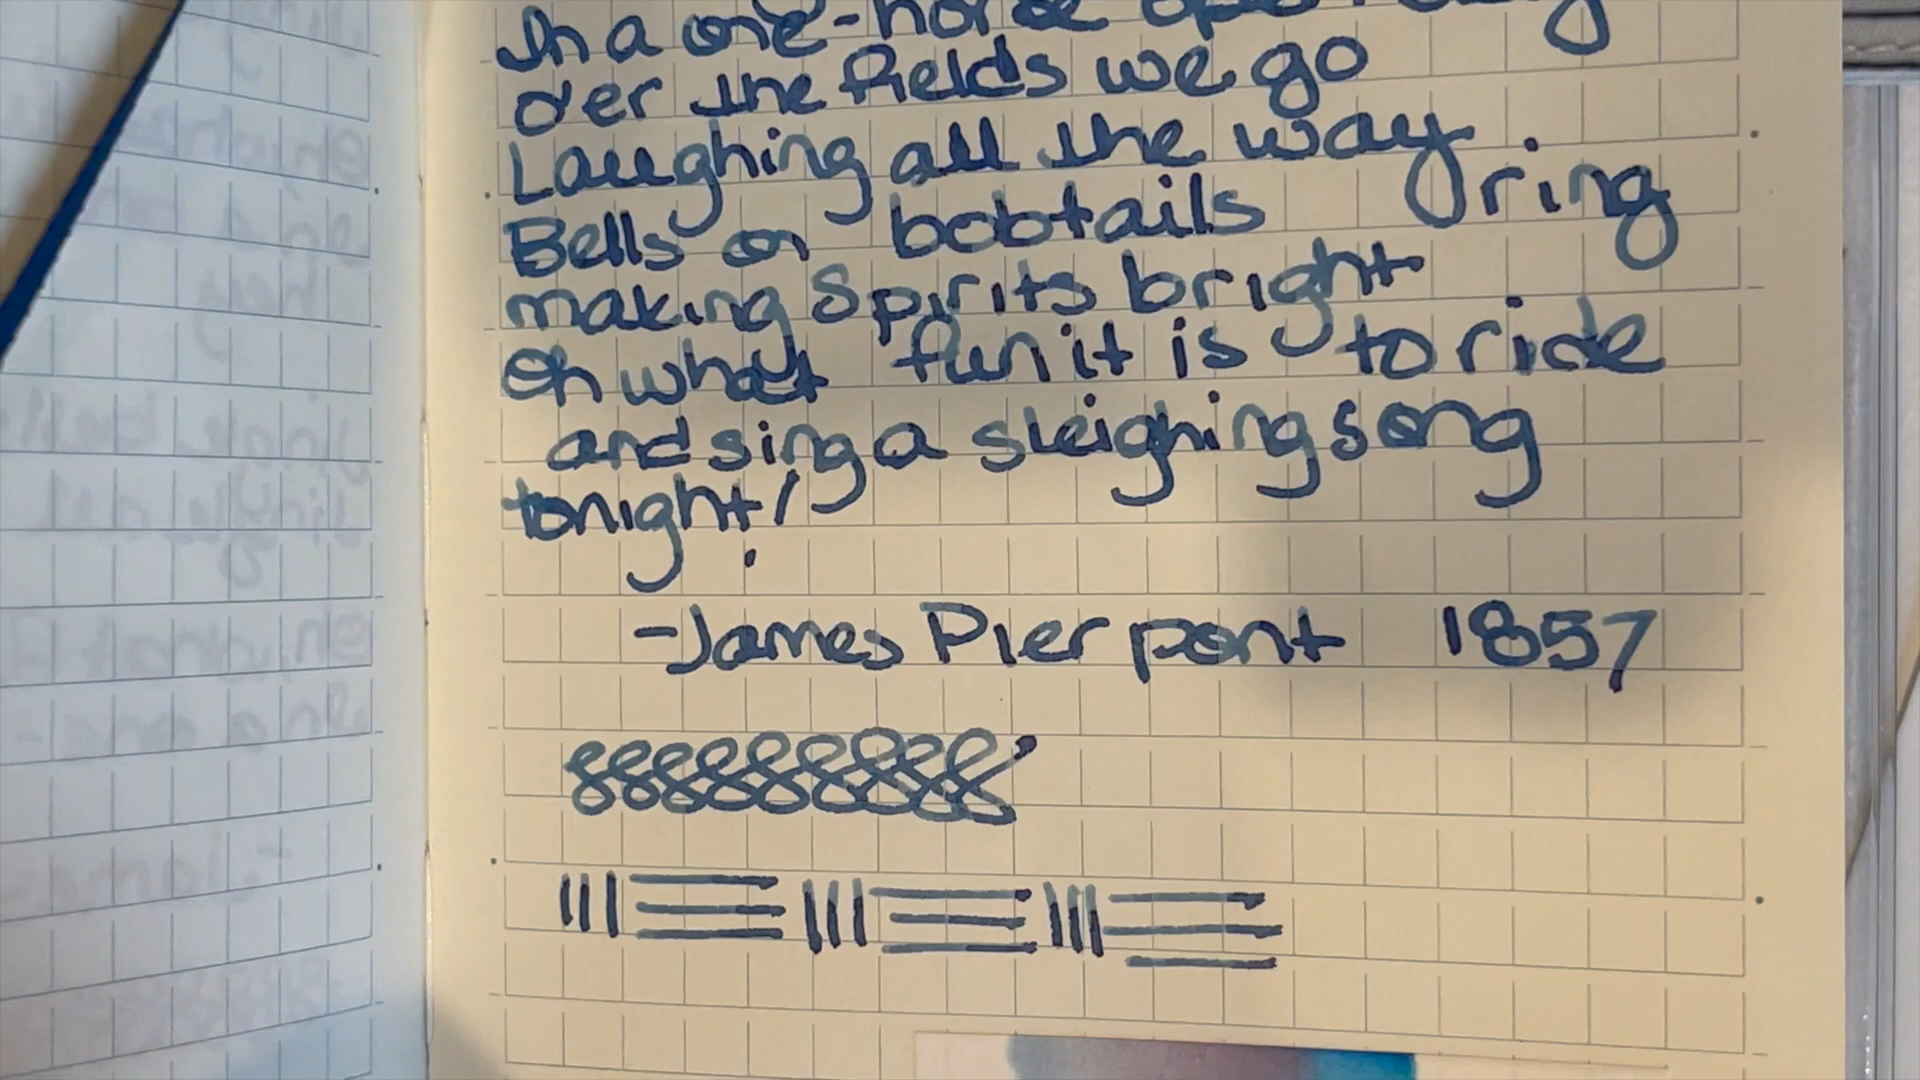 In a one-horse open
o'er the fields we go
Laughing all the way
Bells on bobtails ring
making spirits bright
Oh what fun it is to ride
and sing a sleighing song
tonight!
-James Pierpont 1857
888888888